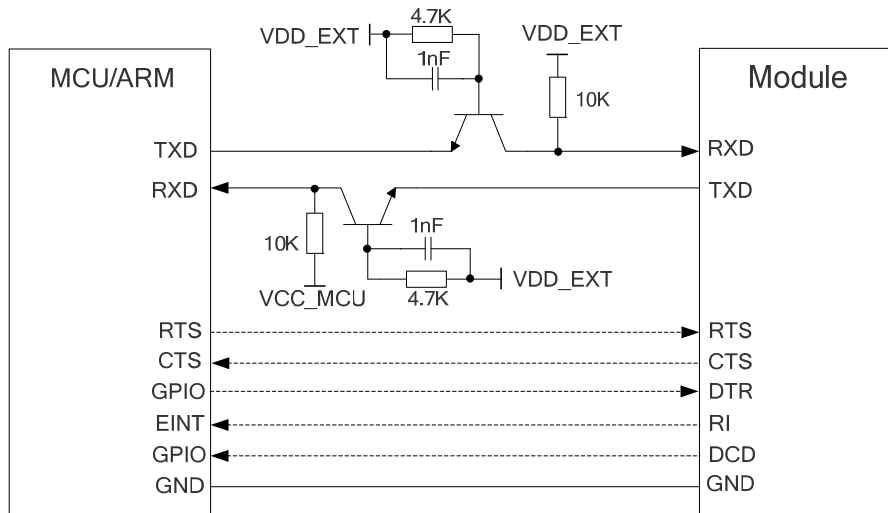 4.7K
VDD_EXT
1nF
VDD_EXT
10K
MCU/ARM
Module
TXD
RXD
RXD
TXD
10K
1nF
4.7K
VDD_EXT
VCC_MCU
RTS
RTS
CTS
CTS
GPIO
DTR
EINT
RI
GPIO
DCD
GND
GND